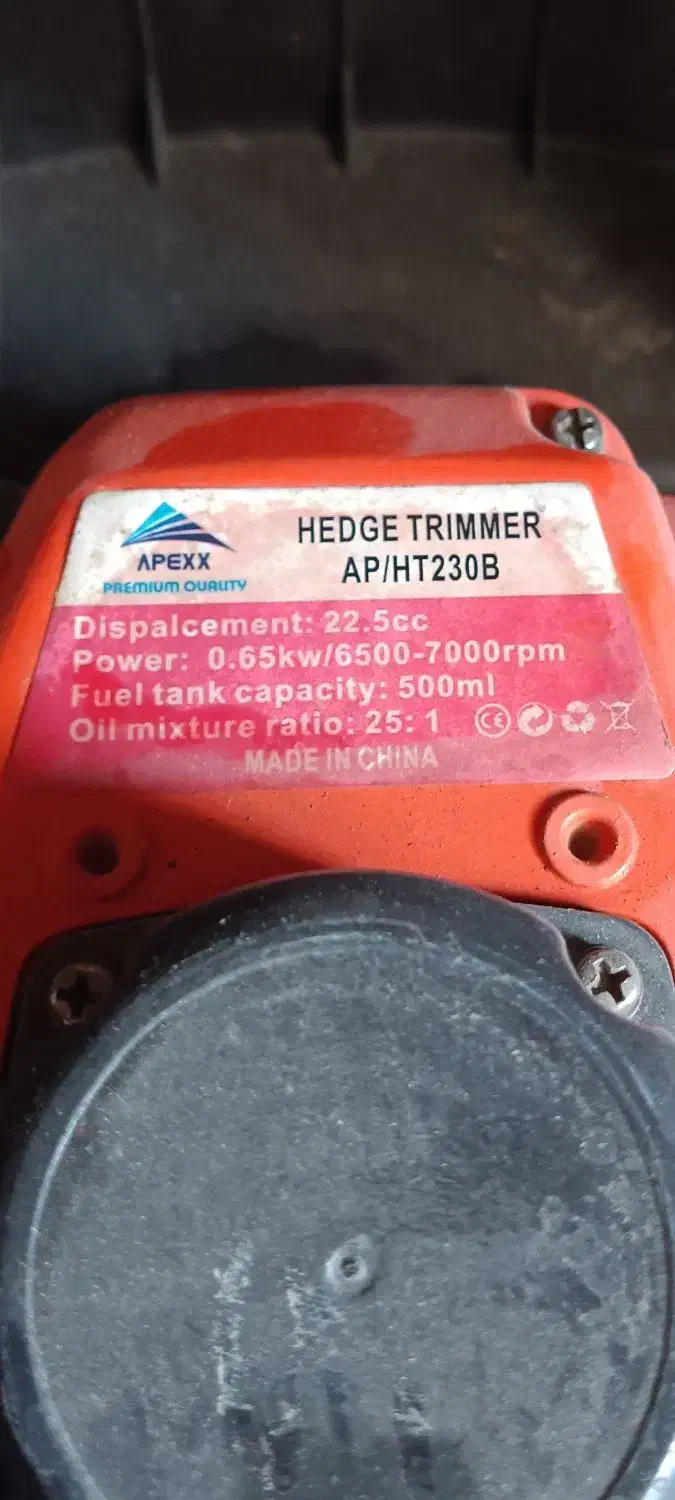 APEXX
PREMIUM QUALITY
HEDGE TRIMMER
AP/HT230B
Dispalcement: 22.5cc
Power: 0.65kw/6500-7000rpm
Fuel tank capacity: 500ml
Oil mixture ratio: 25: 1
CE
MADE IN CHINA